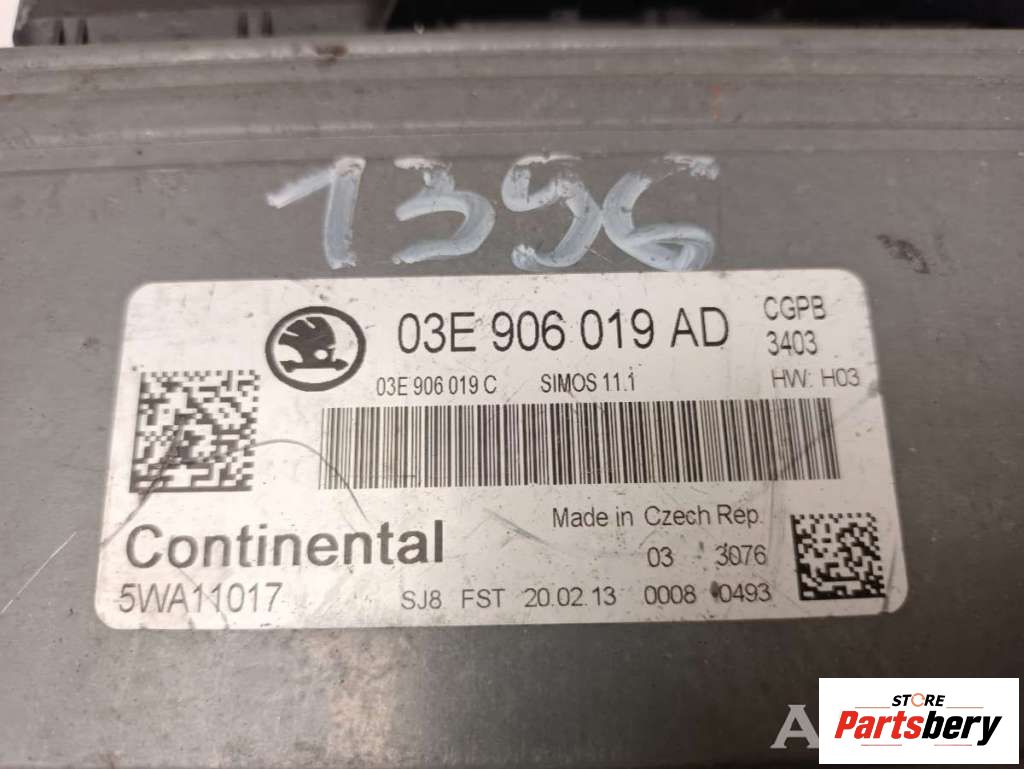 1396
03E 906 019 AD
CGPB
3403
03E 906 019 C SIMOS 11.1 HW: H03
Made in Czech Rep.
Continental
03 3076
5WA11017 SJ8 FST 20.02.13 0008 0493
A
STORE
Partsbery